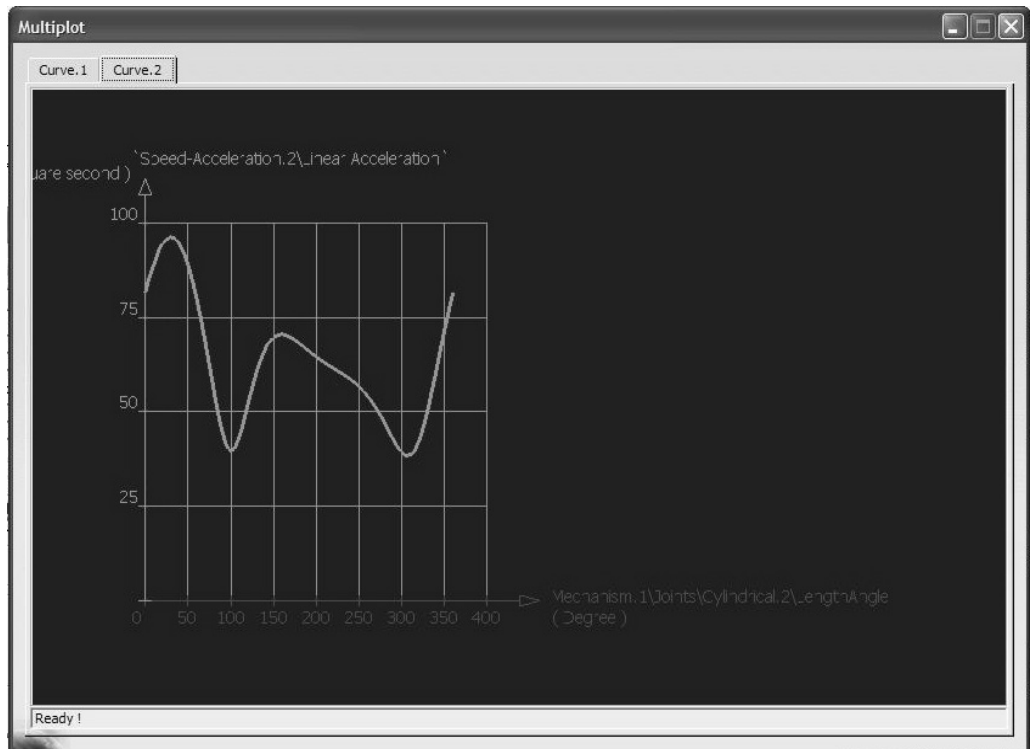 Multiplot
Curve.1 Curve.2
`Speed-Acceleration.2\Linear Acceleration`
uare second )
100
75
50
25
0 50 100 150 200 250 300 350 400
Mechanism.1\Joints\Cylindrical.2\LengthAngle
( Degree )
Ready !